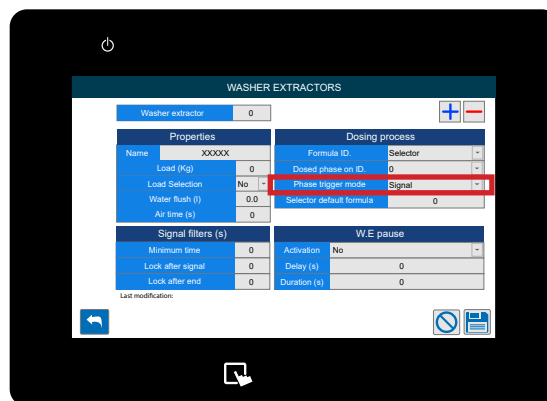 WASHER EXTRACTORS
Washer extractor 0
Properties
Name XXXXX
Load (Kg) 0
Load Selection No
Water flush (l) 0.0
Air time (s) 0
Dosing process
Formula ID. Selector
Dosed phase on ID. 0
Phase trigger mode Signal
Selector default formula 0
Signal filters (s)
Minimum time 0
Lock after signal 0
Lock after end 0
W.E pause
Activation No
Delay (s) 0
Duration (s) 0
Last modification: